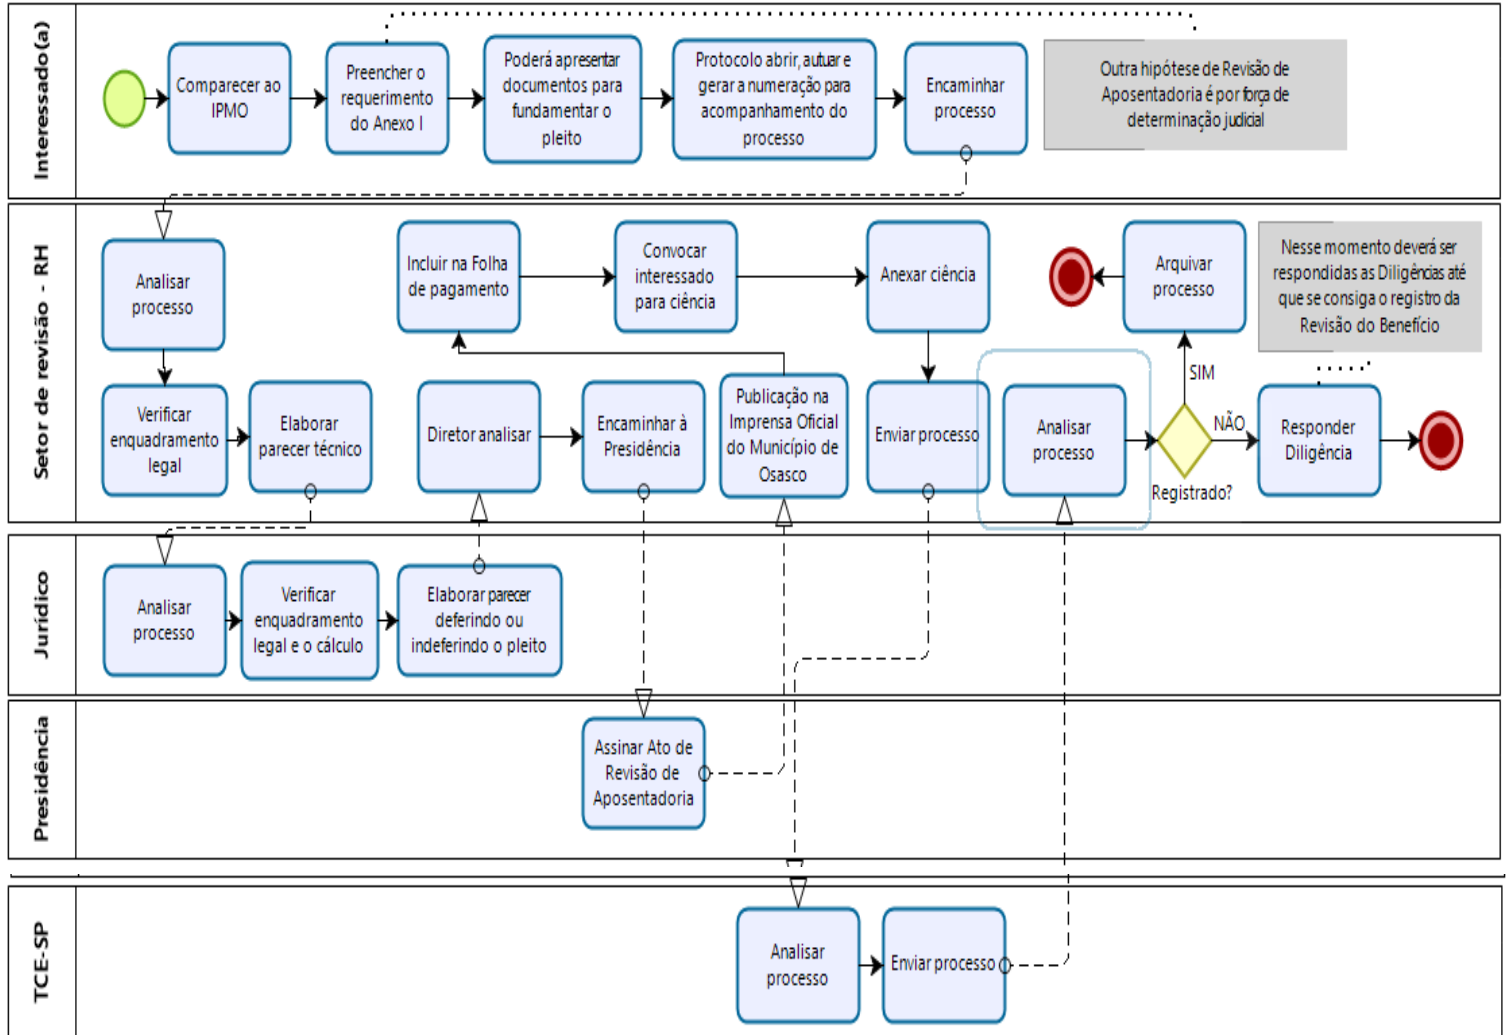 Interessado(a)
Comparecer ao
IPMO
Preencher o
requerimento
do Anexo I
Poderá apresentar
documentos para
fundamentar o
pleito
Protocolo abrir, autuar e
gerar a numeração para
acompanhamento do
processo
Encaminhar
processo
Outra hipótese de Revisão de
Aposentadoria é por força de
determinação judicial
Setor de revisão - RH
Analisar
processo
Incluir na Folha
de pagamento
Convocar
interessado
para ciência
Anexar ciência
Arquivar
processo
Nesse momento deverá ser
respondidas as Diligências até
que se consiga o registro da
Revisão do Benefício
Verificar
enquadramento
legal
Elaborar
parecer técnico
Diretor analisar
Encaminhar à
Presidência
Publicação na
Imprensa Oficial
do Município de
Osasco
Enviar processo
Analisar
processo
SIM
NÃO
Registrado?
Responder
Diligência
Jurídico
Analisar
processo
Verificar
enquadramento
legal e o cálculo
Elaborar parecer
deferindo ou
indeferindo o pleito
Presidência
Assinar Ato de
Revisão de
Aposentadoria
TCE-SP
Analisar
processo
Enviar processo